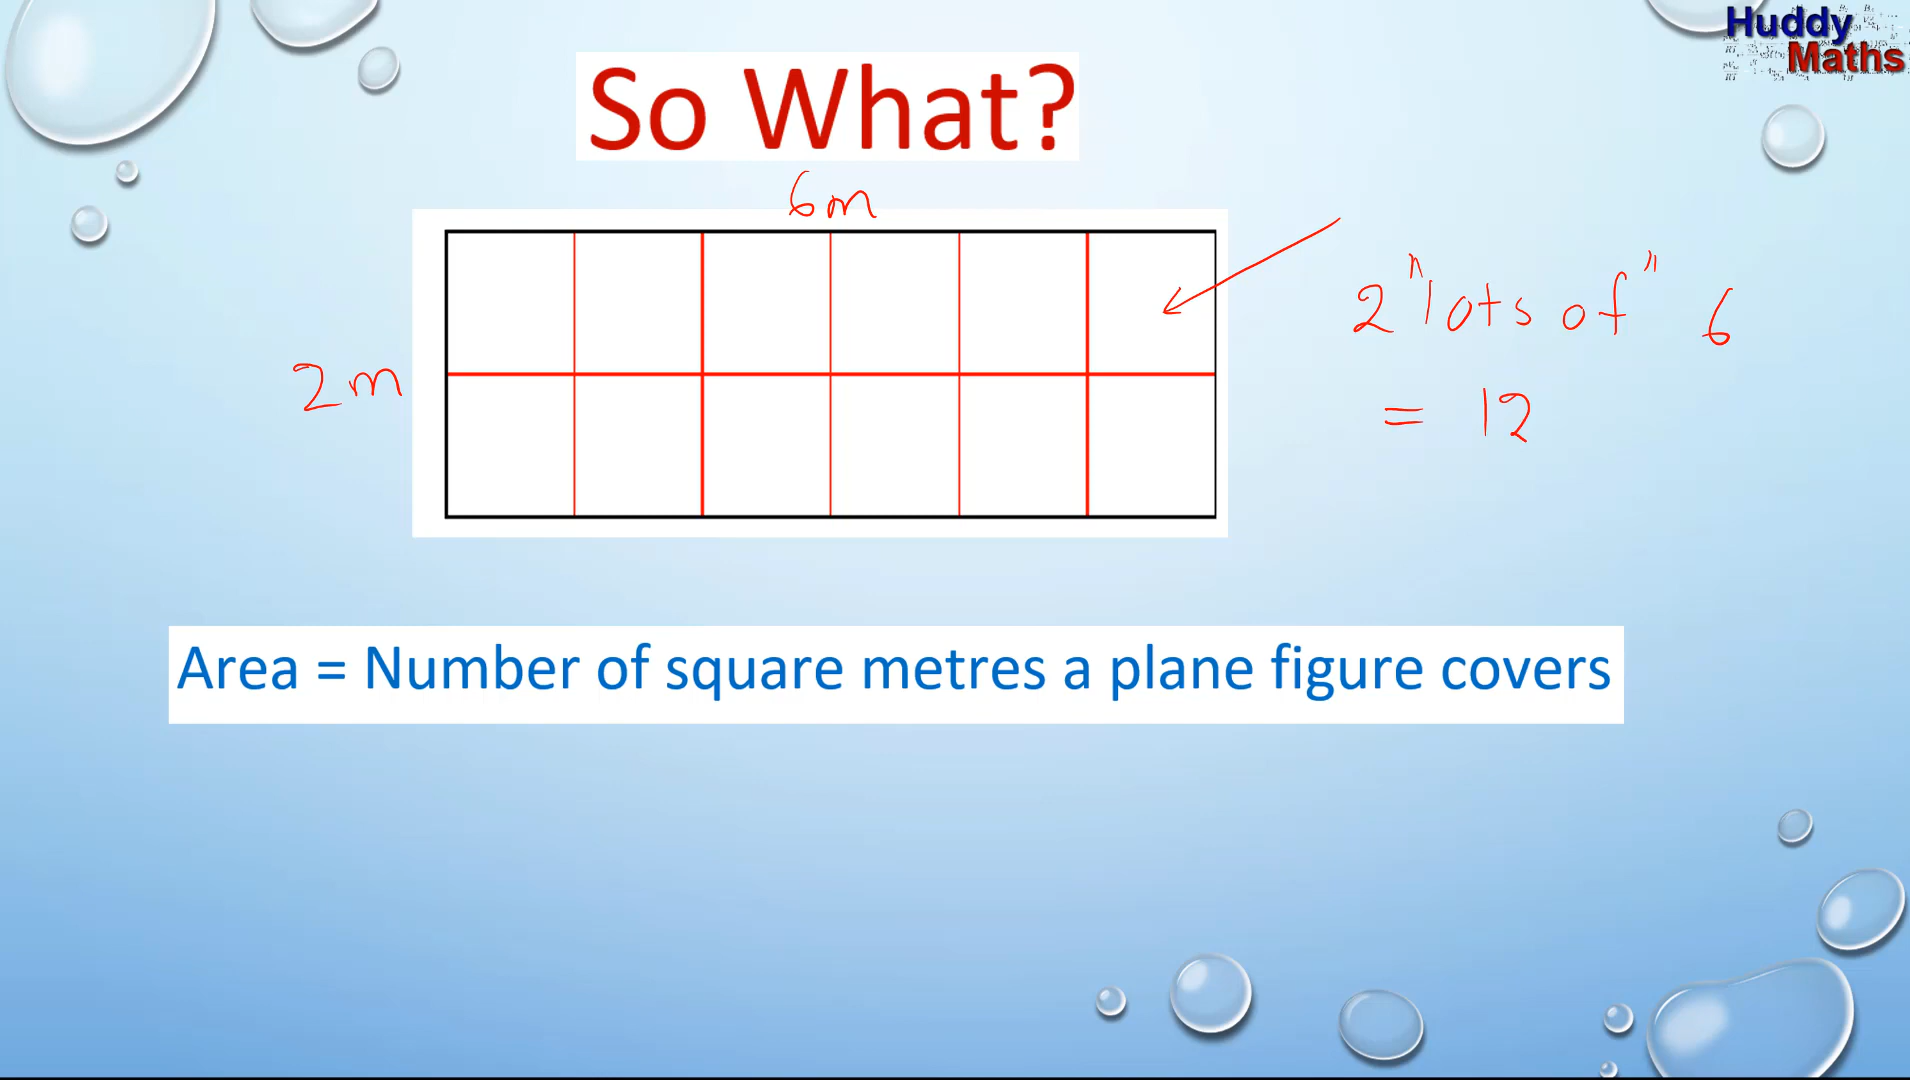 Huddy
Maths
So What?
6m
2m
2 "lots of" 6
= 12
Area = Number of square metres a plane figure covers